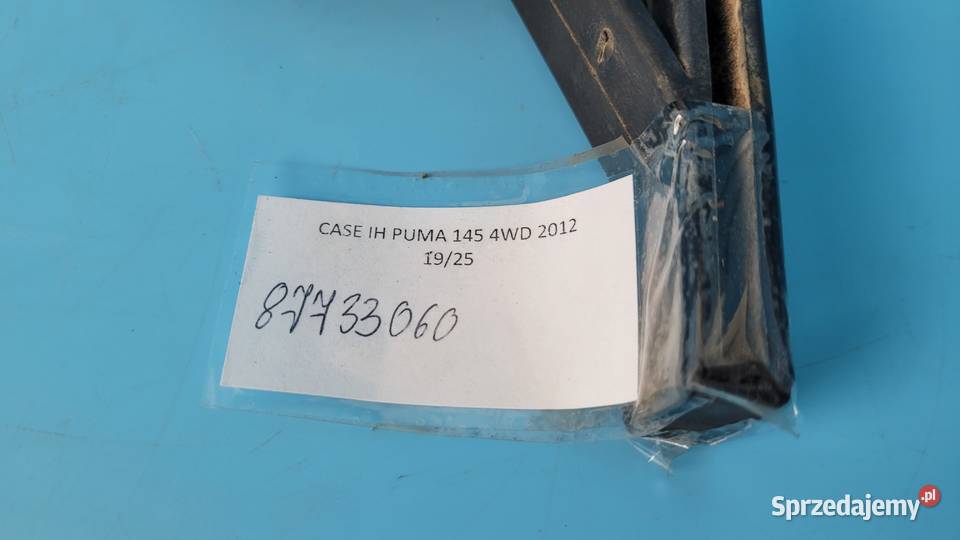 CASE IH PUMA 145 4WD 2012
19/25
87733060
Sprzedajemy.pl